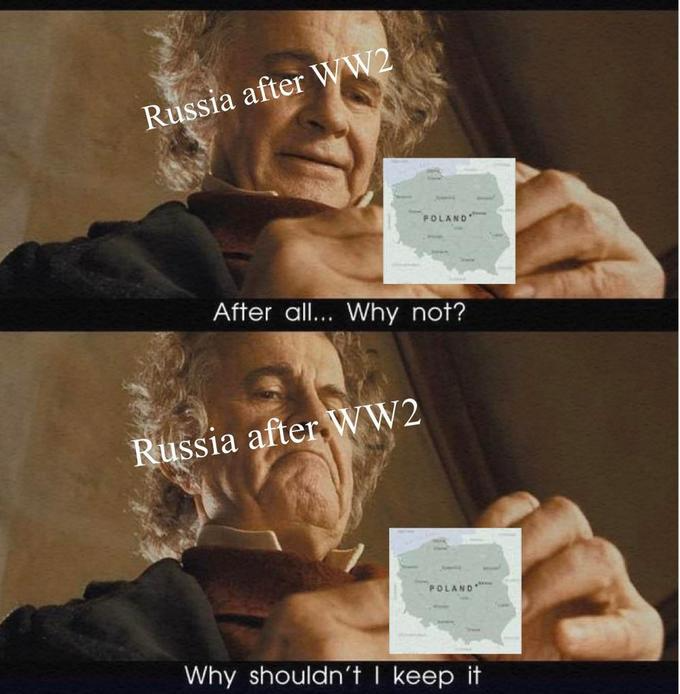 Russia after WW2
POLAND
After all... Why not?
Russia after WW2
POLAND
Why shouldn't I keep it